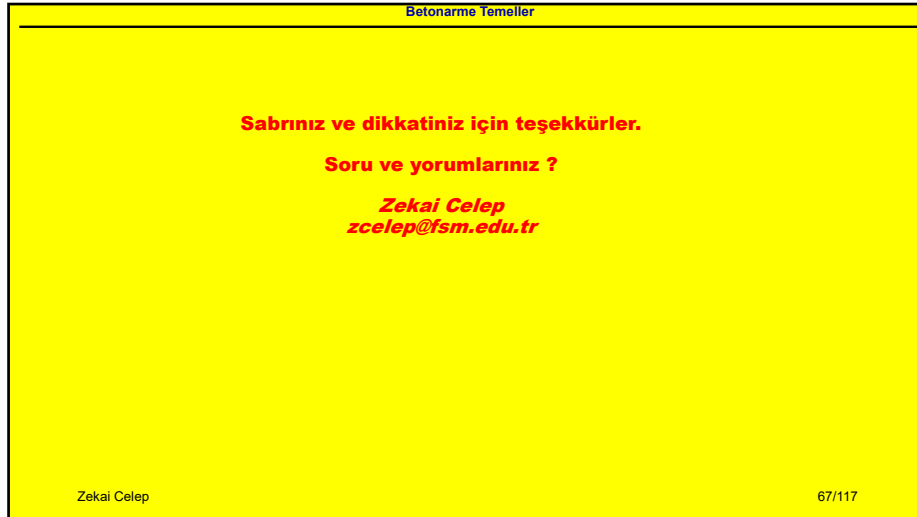 Betonarme Temeller
Sabrınız ve dikkatiniz için teşekkürler.
Soru ve yorumlarınız ?
Zekai Celep
zcelep@fsm.edu.tr
Zekai Celep 67/117